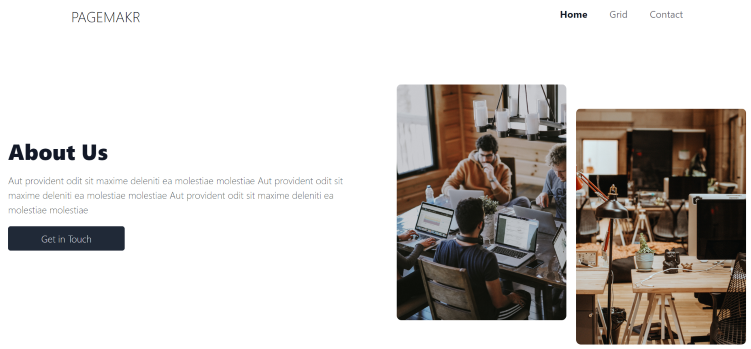 PAGEMAKR
Home Grid Contact
About Us
Aut provident odit sit maxime deleniti ea molestiae molestiae Aut provident odit sit
maxime deleniti ea molestiae molestiae Aut provident odit sit maxime deleniti ea
molestiae molestiae
Get in Touch